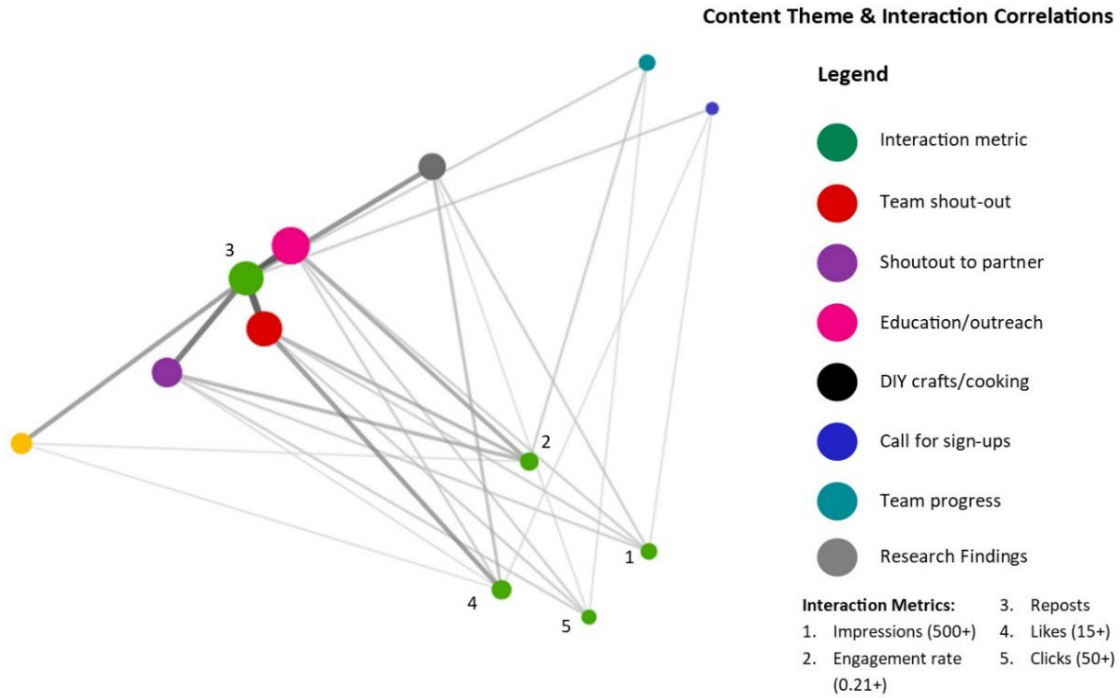 Content Theme & Interaction Correlations
Legend
Interaction metric
Team shout-out
Shoutout to partner
Education/outreach
DIY crafts/cooking
Call for sign-ups
Team progress
Research Findings
3
2
1
4
5
Interaction Metrics:
1. Impressions (500+)
2. Engagement rate
(0.21+)
3. Reposts
4. Likes (15+)
5. Clicks (50+)